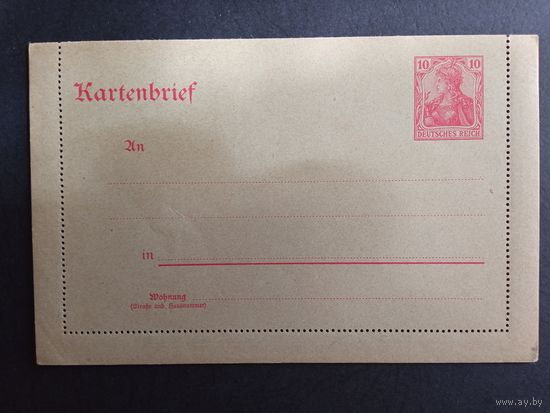 10 10
DEUTSCHES REICH
Kartenbrief
An
in
Wohnung
(Straße und Hausnummer)
www.ay.by